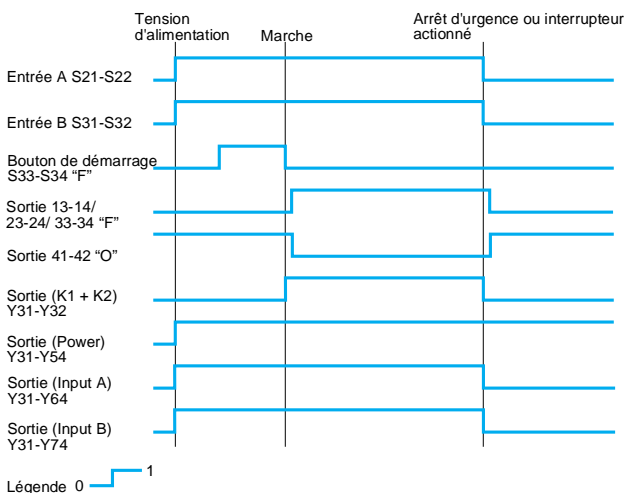 Tension
d'alimentation
Marche
Arrêt d'urgence ou interrupteur
actionné
Entrée A S21-S22
Entrée B S31-S32
Bouton de démarrage
S33-S34 “F”
Sortie 13-14/
23-24/ 33-34 “F”
Sortie 41-42 “O”
Sortie (K1 + K2)
Y31-Y32
Sortie (Power)
Y31-Y54
Sortie (Input A)
Y31-Y64
Sortie (Input B)
Y31-Y74
Légende 0 1